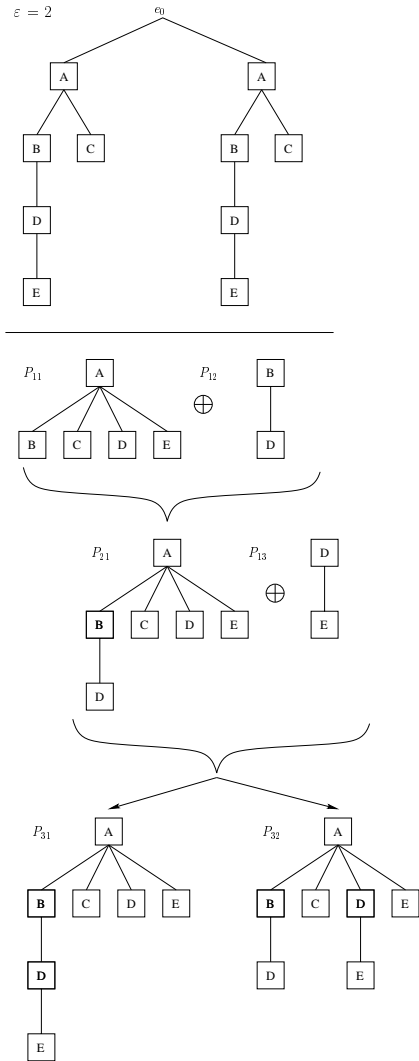 ε = 2 e₀
A A
B C B C
D D
E E
P₁₁ A P₁₂ B
B C D E D
P₂₁ A P₁₃ D
B C D E E
D
P₃₁ A P₃₂ A
B C D E B C D E
D D E
E